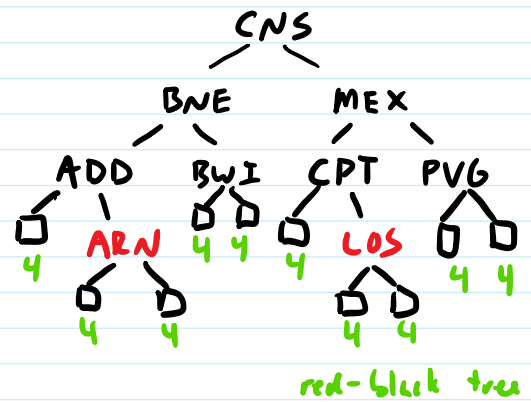 CNS
BNE MEX
ADD BWI CPT PVG
ARN 4 4 4 LOS 4 4
4
4 4 4 4
red-black tree